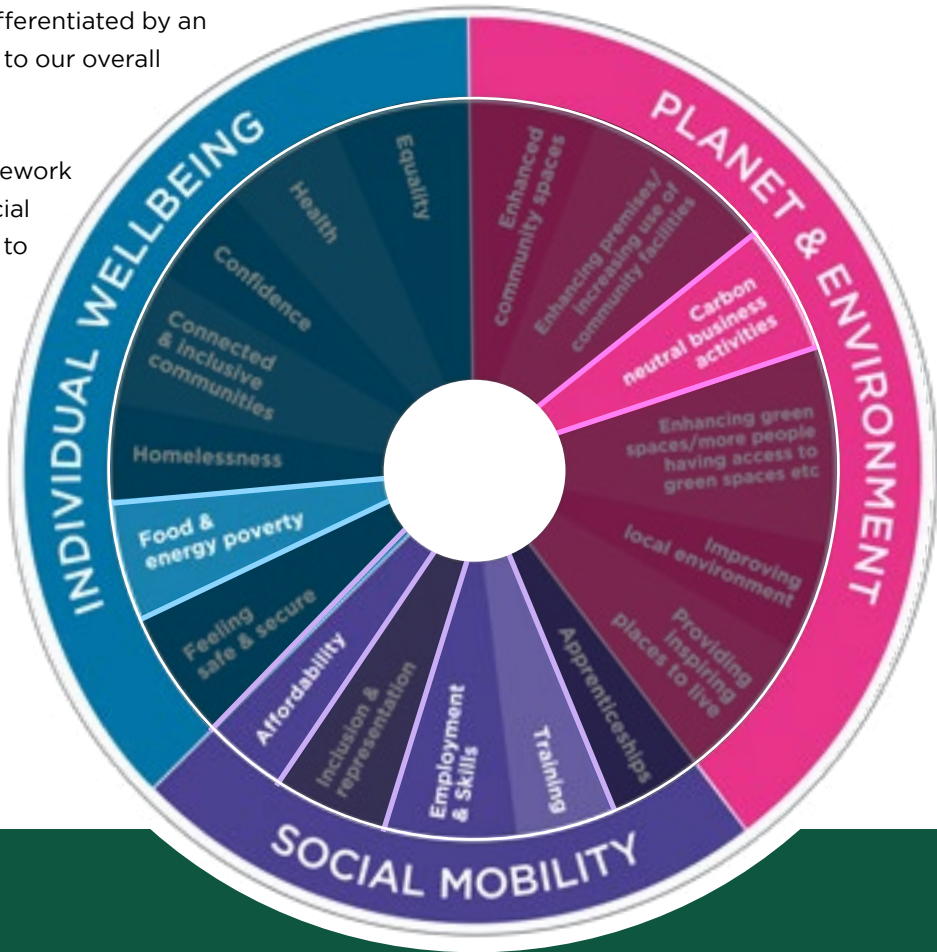 fferentiated by an
to our overall
ework
cial
to
INDIVIDUAL WELLBEING
Equality
Health
Confidence
Connected
& inclusive
communities
Homelessness
Food &
energy poverty
Feeling
safe & secure
PLANET & ENVIRONMENT
Enhanced
community spaces
Enhancing premises/
increasing use of
community facilities
Carbon
neutral business
activities
Enhancing green
spaces/more people
having access to
green spaces etc
Improving
local environment
Providing
inspiring
places to live
SOCIAL MOBILITY
Affordability
Inclusion &
representation
Employment
& Skills
Training
Apprenticeships